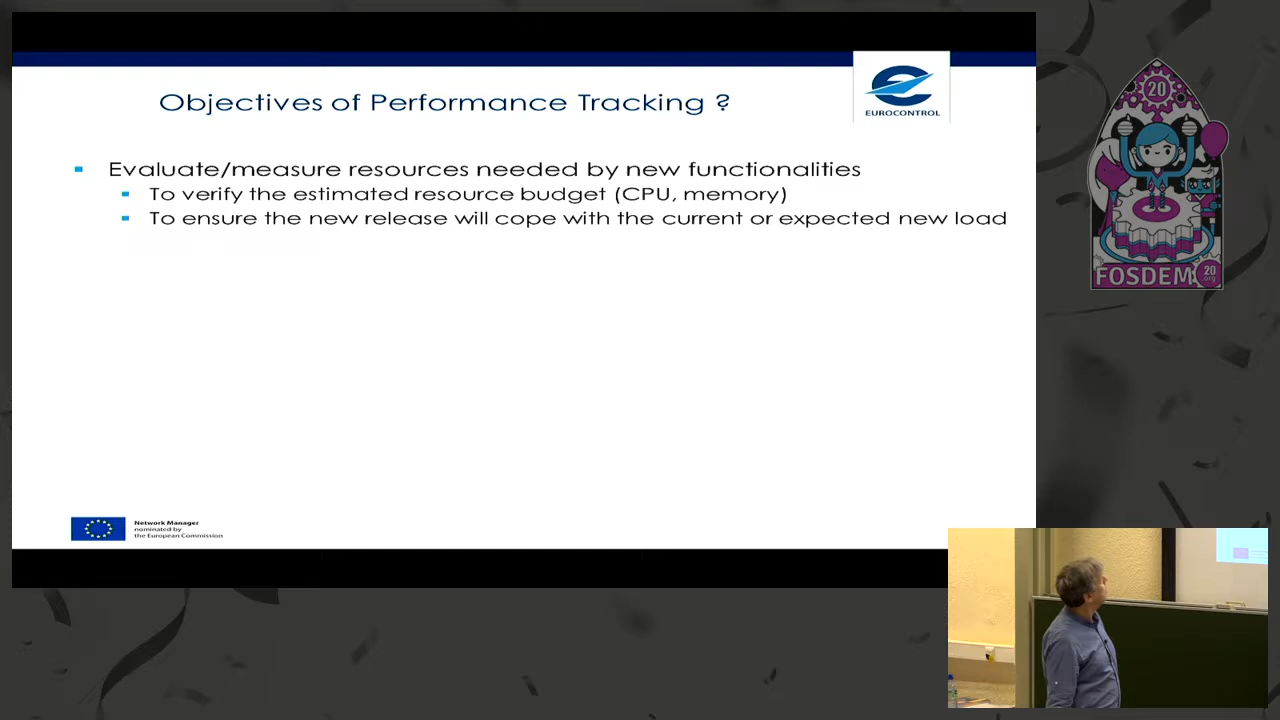 Objectives of Performance Tracking ?
EUROCONTROL
Evaluate/measure resources needed by new functionalities
To verify the estimated resource budget (CPU, memory)
To ensure the new release will cope with the current or expected new load
Network Manager
nominated by
the European Commission
20
FOSDEM
20
.org